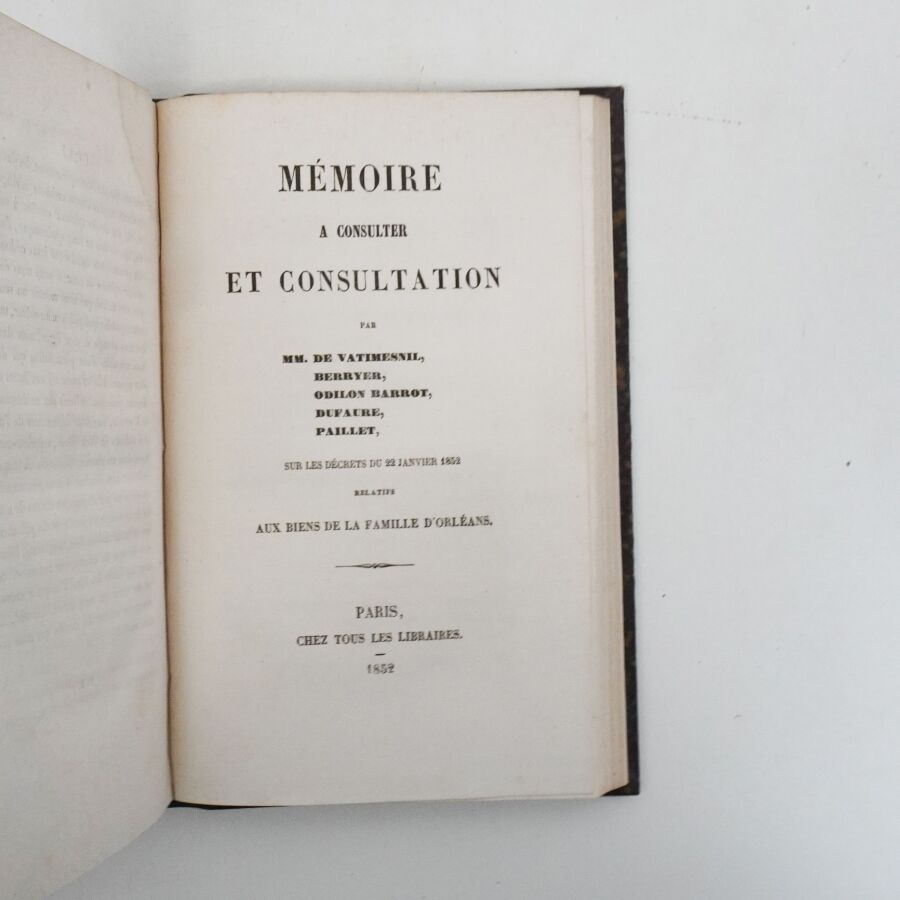 MÉMOIRE
A CONSULTER
ET CONSULTATION
PAR
MM. DE VATIMESNIL,
BERRYER,
ODILON BARROT,
DUFAURE,
PAILLET,
SUR LES DÉCRETS DU 22 JANVIER 1852
RELATIFS
AUX BIENS DE LA FAMILLE D'ORLÉANS.
PARIS,
CHEZ TOUS LES LIBRAIRES.
1852